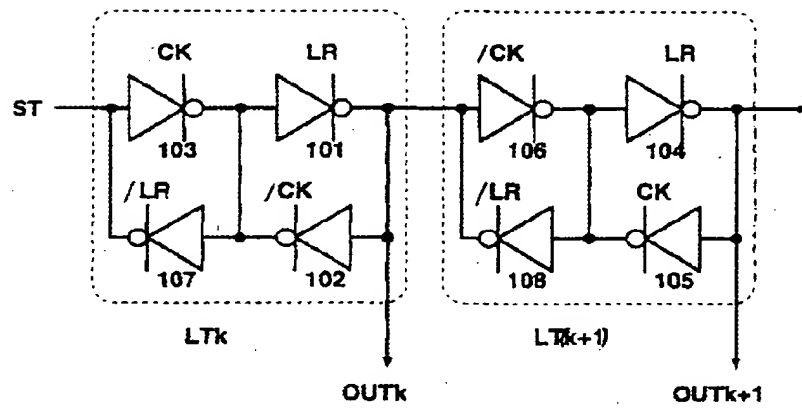 CK LR /CK LR
ST
103 101 106 104
/LR /CK /LR CK
107 102 108 105
LTk LT(k+1)
OUTk OUTk+1